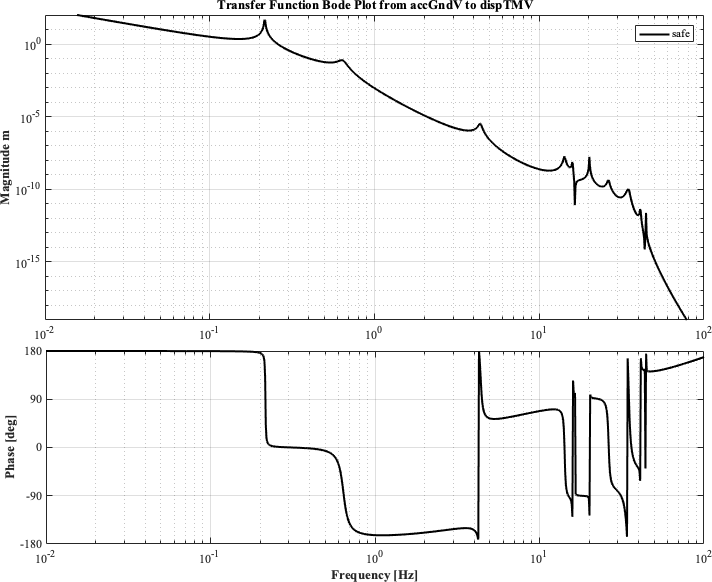 Transfer Function Bode Plot from accGndV to dispTMV
safe
Magnitude m
10^0
10^-5
10^-10
10^-15
10^-2 10^-1 10^0 10^1 10^2
Phase [deg]
180
90
0
-90
-180
10^-2 10^-1 10^0 10^1 10^2
Frequency [Hz]